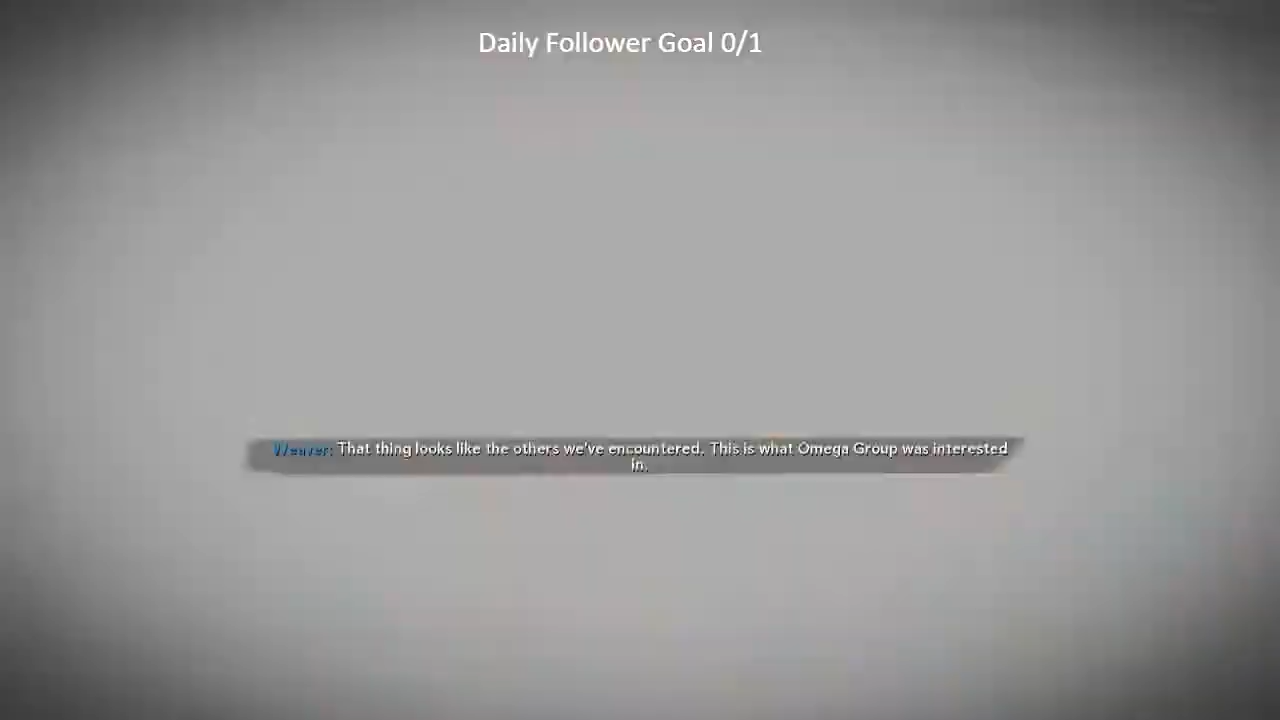 Daily Follower Goal 0/1
Weaver: That thing looks like the others we've encountered. This is what Omega Group was interested
in.